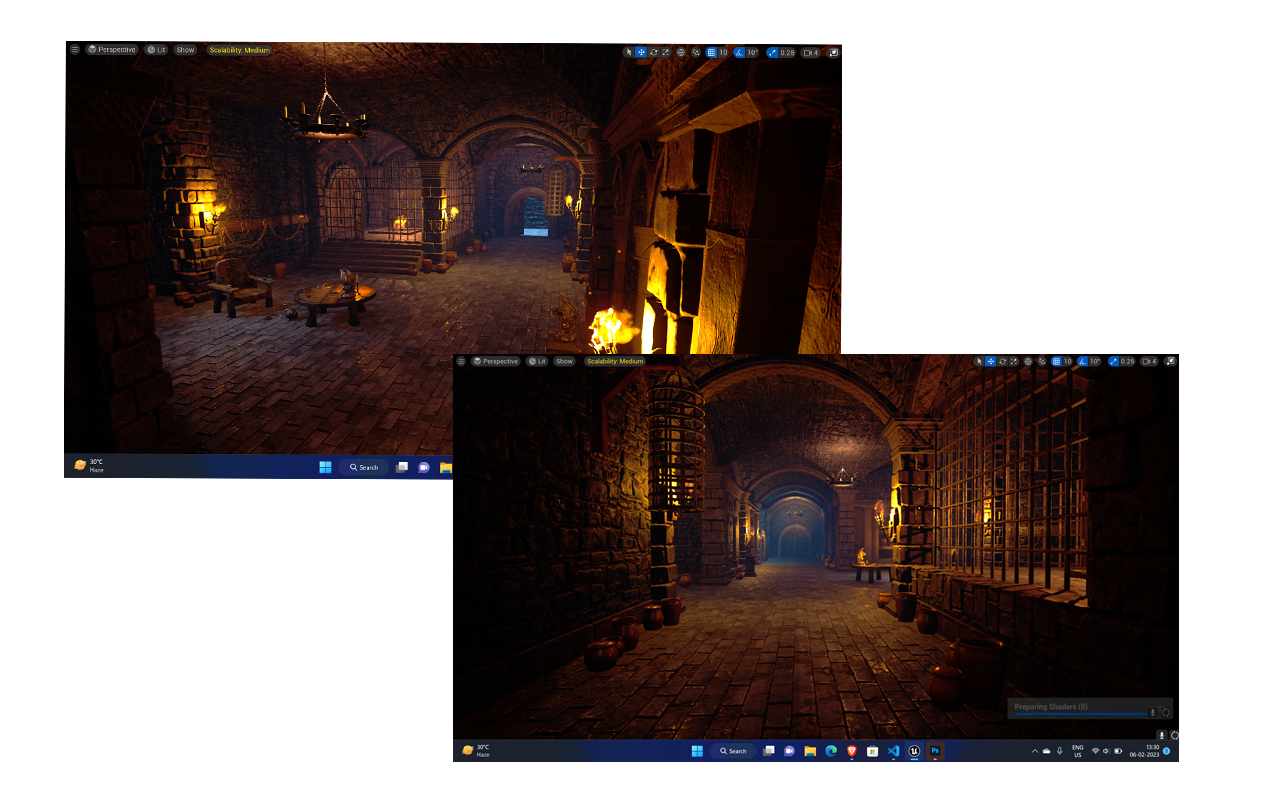 Perspective Lit Show Scalability: Medium 10 10° 0.25 4
30°C
Haze
Search
Perspective Lit Show Scalability: Medium 10 10° 0.25 4
Preparing Shaders (0)
30°C
Haze
Search
Ps
ENG
US
13:30
06-02-2023